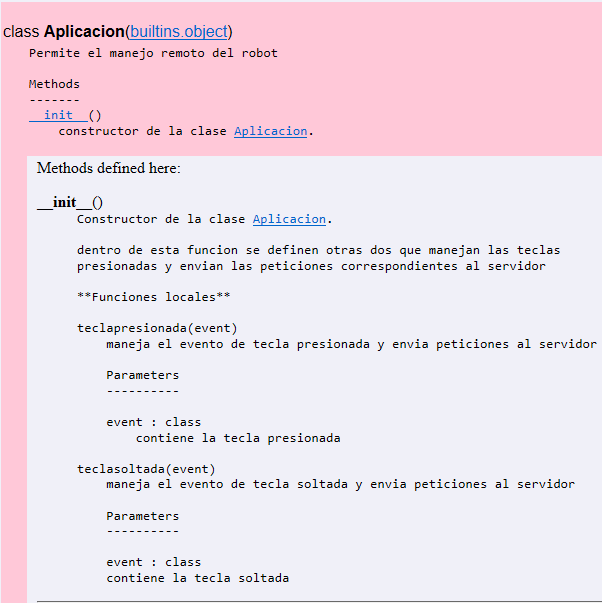 class Aplicacion(builtins.object)
Permite el manejo remoto del robot
Methods
-------
__init__()
constructor de la clase Aplicacion.
Methods defined here:
__init__()
Constructor de la clase Aplicacion.
dentro de esta funcion se definen otras dos que manejan las teclas
presionadas y envian las peticiones correspondientes al servidor
**Funciones locales**
teclapresionada(event)
maneja el evento de tecla presionada y envia peticiones al servidor
Parameters
----------
event : class
contiene la tecla presionada
teclasoltada(event)
maneja el evento de tecla soltada y envia peticiones al servidor
Parameters
----------
event : class
contiene la tecla soltada